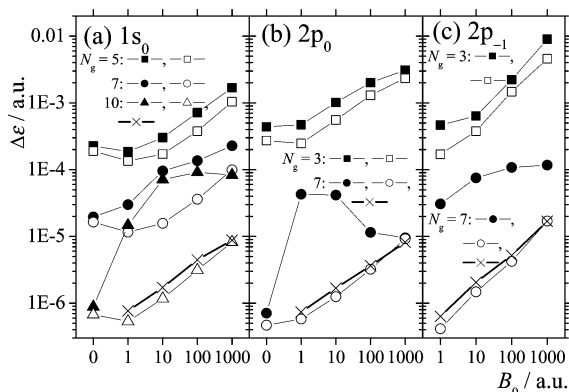 (a) 1s₀
N_g = 5: , 
7: , 
10: , 
(b) 2p₀
N_g = 3: , 
7: , , 
(c) 2p₋₁
N_g = 3: , 
N_g = 7: , 
Δε / a.u.
0.01
1E-3
1E-4
1E-5
1E-6
0 1 10 100 1000
0 1 10 100 1000
0 1 10 100 1000
B₀ / a.u.